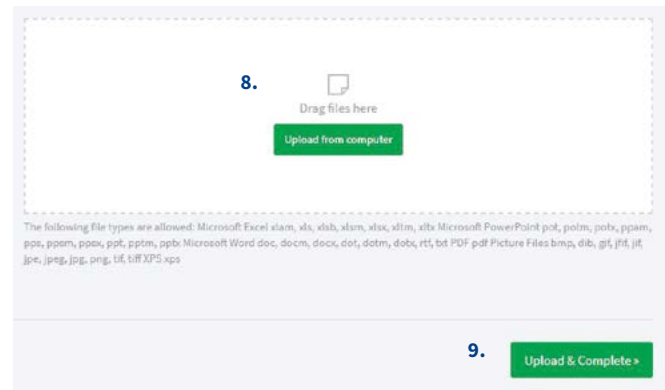 8.
Drag files here
Upload from computer
The following file types are allowed: Microsoft Excel xlam, xls, xlsb, xlsm, xlsx, xltm, xltx Microsoft PowerPoint pot, potm, potx, ppam,
pps, ppsm, ppsx, ppt, pptm, pptx Microsoft Word doc, docm, docx, dot, dotm, dotx, rtf, txt PDF pdf Picture Files bmp, dib, gif, jfif, jif,
jpe, jpeg, jpg, png, tif, tiff XPS xps
9.
Upload & Complete »